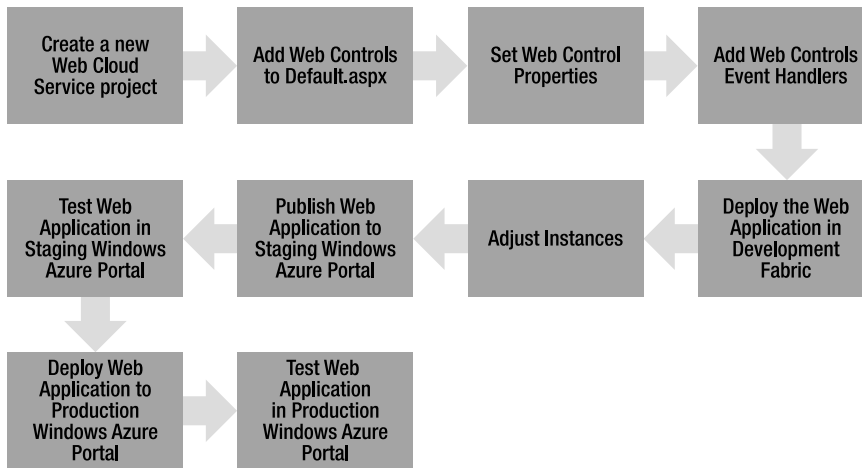 Create a new
Web Cloud
Service project
Add Web Controls
to Default.aspx
Set Web Control
Properties
Add Web Controls
Event Handlers
Deploy the Web
Application in
Development
Fabric
Adjust Instances
Publish Web
Application to
Staging Windows
Azure Portal
Test Web
Application in
Staging Windows
Azure Portal
Deploy Web
Application to
Production
Windows Azure
Portal
Test Web
Application
in Production
Windows Azure
Portal